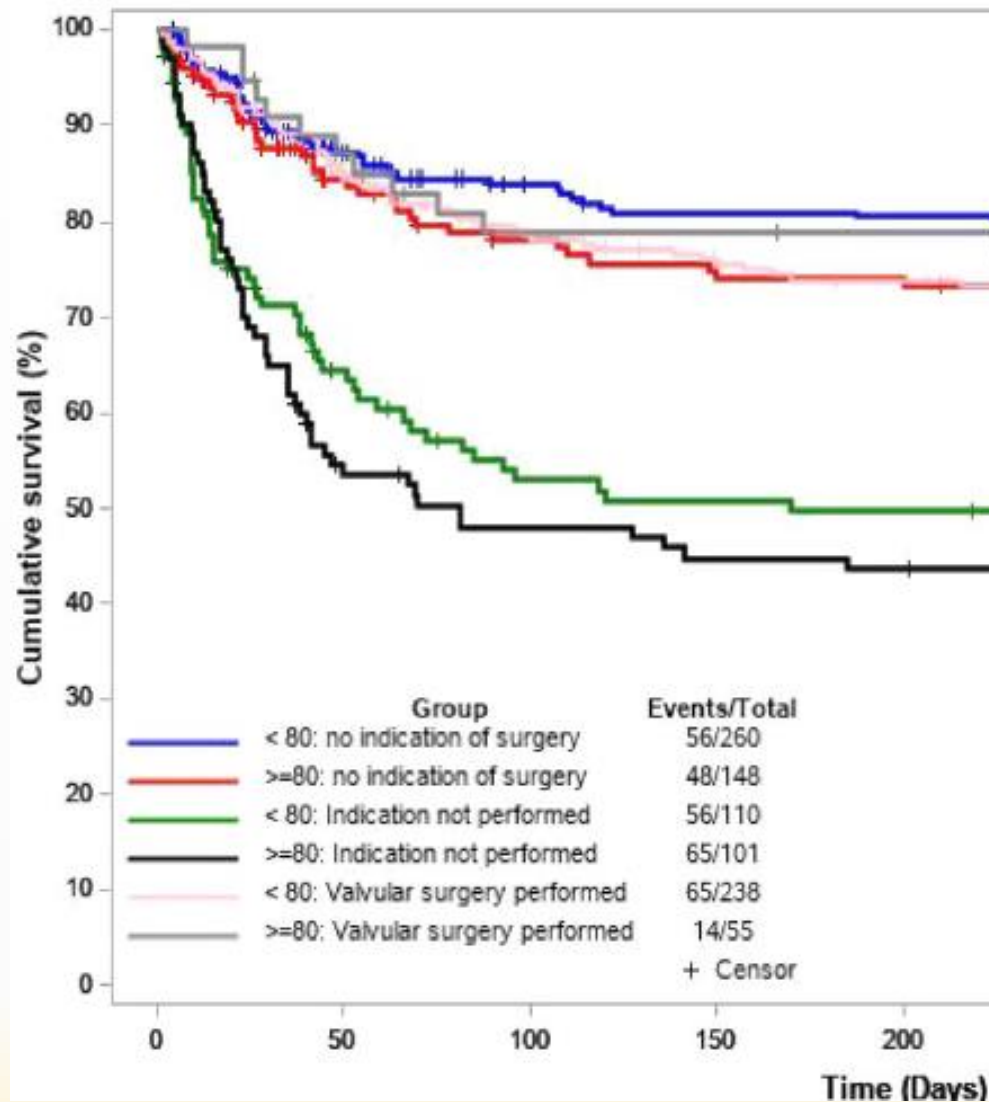 Cumulative survival (%)
100
90
80
70
60
50
40
30
20
10
0
Group Events/Total
< 80: no indication of surgery 56/260
>=80: no indication of surgery 48/148
< 80: Indication not performed 56/110
>=80: Indication not performed 65/101
< 80: Valvular surgery performed 65/238
>=80: Valvular surgery performed 14/55
+ Censor
0 50 100 150 200
Time (Days)